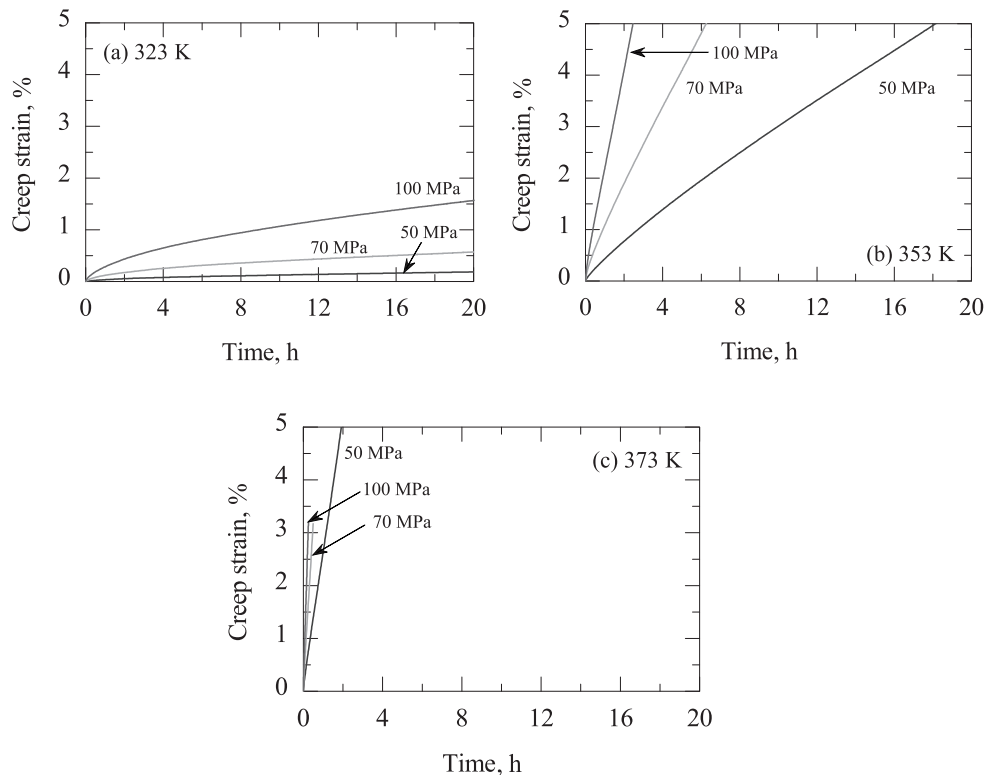 5
4
3
2
1
0
Creep strain, %
(a) 323 K
100 MPa
50 MPa
70 MPa
0 4 8 12 16 20
Time, h
5
4
3
2
1
0
Creep strain, %
100 MPa
70 MPa
50 MPa
(b) 353 K
0 4 8 12 16 20
Time, h
5
4
3
2
1
0
Creep strain, %
50 MPa
(c) 373 K
100 MPa
70 MPa
0 4 8 12 16 20
Time, h